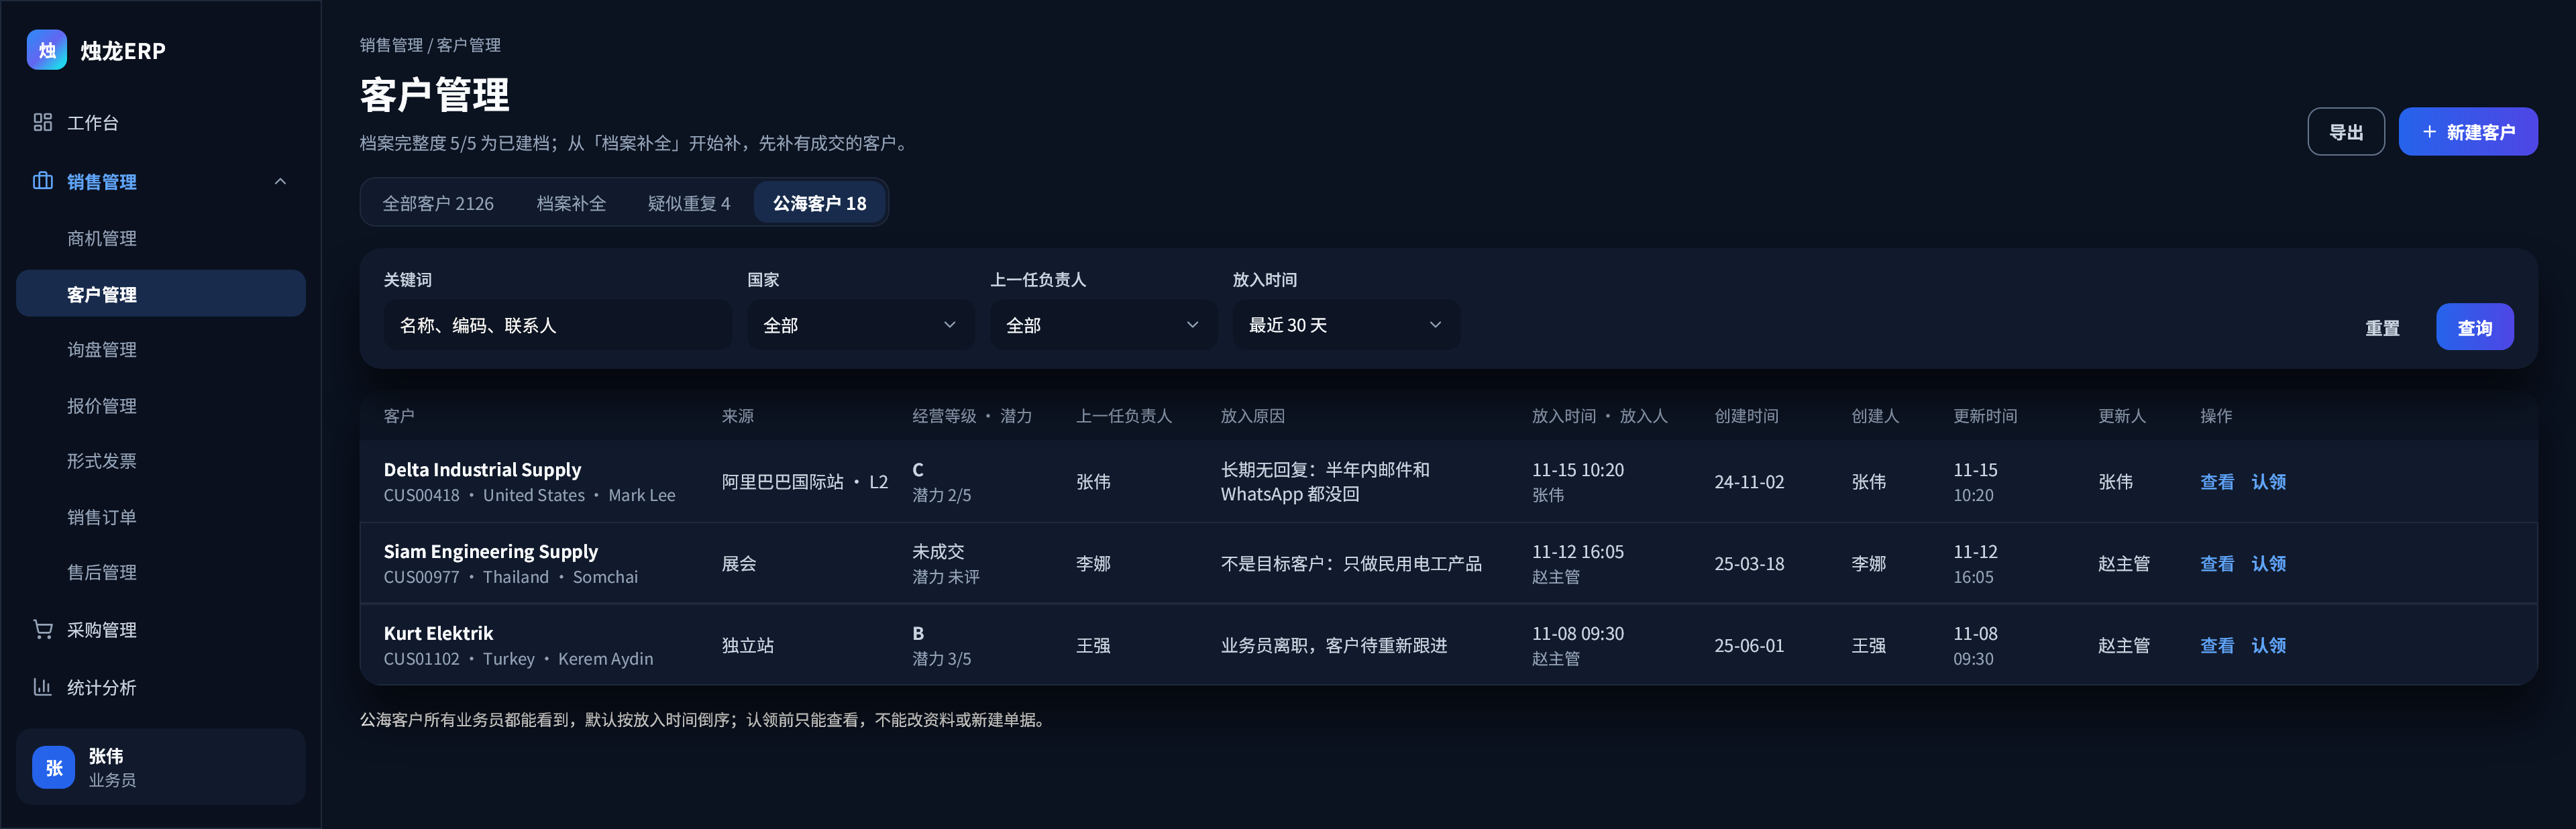 烛 烛龙ERP
工作台
销售管理
商机管理
客户管理
询盘管理
报价管理
形式发票
销售订单
售后管理
采购管理
统计分析
张 张伟
业务员
销售管理 / 客户管理
客户管理
档案完整度 5/5 为已建档；从「档案补全」开始补，先补有成交的客户。
导出 + 新建客户
全部客户 2126 档案补全 疑似重复 4 公海客户 18
关键词 国家 上一任负责人 放入时间
名称、编码、联系人 全部 全部 最近 30 天 重置 查询
客户 来源 经营等级 · 潜力 上一任负责人 放入原因 放入时间 · 放入人 创建时间 创建人 更新时间 更新人 操作
Delta Industrial Supply
CUS00418 · United States · Mark Lee
阿里巴巴国际站 · L2
C
潜力 2/5
张伟
长期无回复：半年内邮件和
WhatsApp 都没回
11-15 10:20
张伟
24-11-02
张伟
11-15
10:20
张伟
查看 认领
Siam Engineering Supply
CUS00977 · Thailand · Somchai
展会
未成交
潜力 未评
李娜
不是目标客户：只做民用电工产品
11-12 16:05
赵主管
25-03-18
李娜
11-12
16:05
赵主管
查看 认领
Kurt Elektrik
CUS01102 · Turkey · Kerem Aydin
独立站
B
潜力 3/5
王强
业务员离职，客户待重新跟进
11-08 09:30
赵主管
25-06-01
王强
11-08
09:30
赵主管
查看 认领
公海客户所有业务员都能看到，默认按放入时间倒序；认领前只能查看，不能改资料或新建单据。